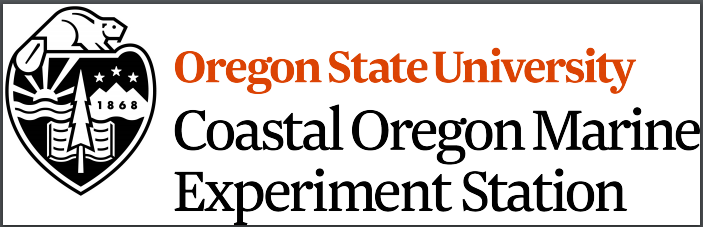 1868
Oregon State University
Coastal Oregon Marine
Experiment Station